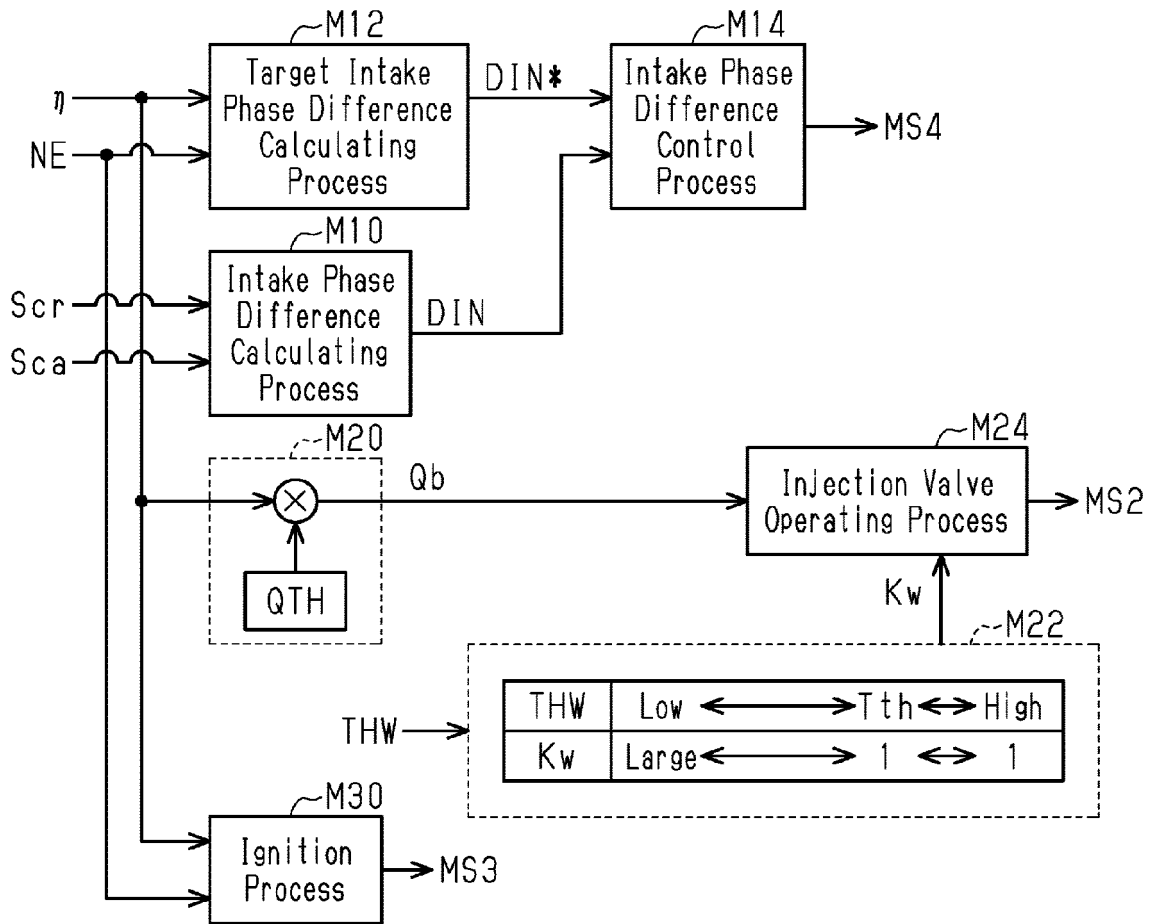 M12
M14
η
NE
Target Intake
Phase Difference
Calculating
Process
DIN*
Intake Phase
Difference
Control
Process
MS4
M10
Scr
Sca
Intake Phase
Difference
Calculating
Process
DIN
M20
Qb
QTH
M24
Injection Valve
Operating Process
MS2
Kw
M22
THW
THW Low Tth High
Kw Large 1 1
M30
Ignition
Process
MS3